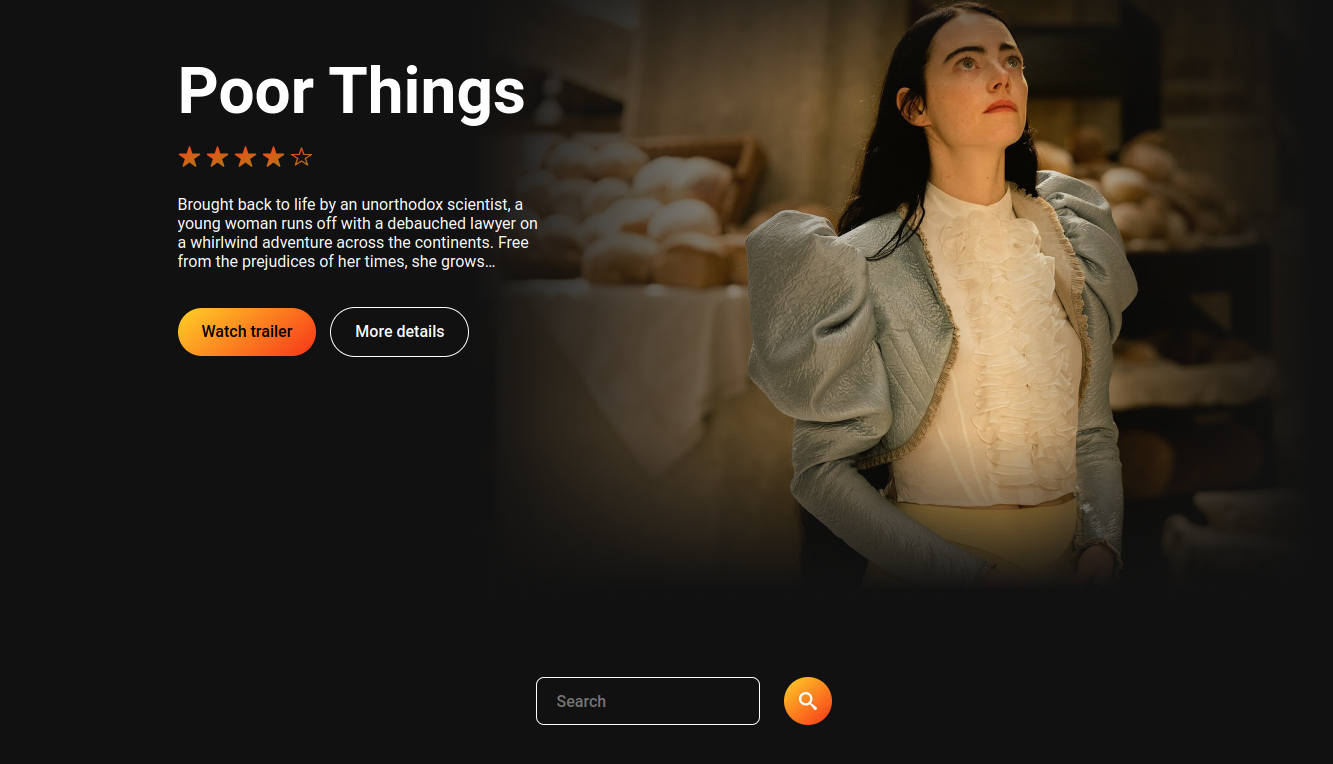 Poor Things
Brought back to life by an unorthodox scientist, a
young woman runs off with a debauched lawyer on
a whirlwind adventure across the continents. Free
from the prejudices of her times, she grows...
Watch trailer
More details
Search